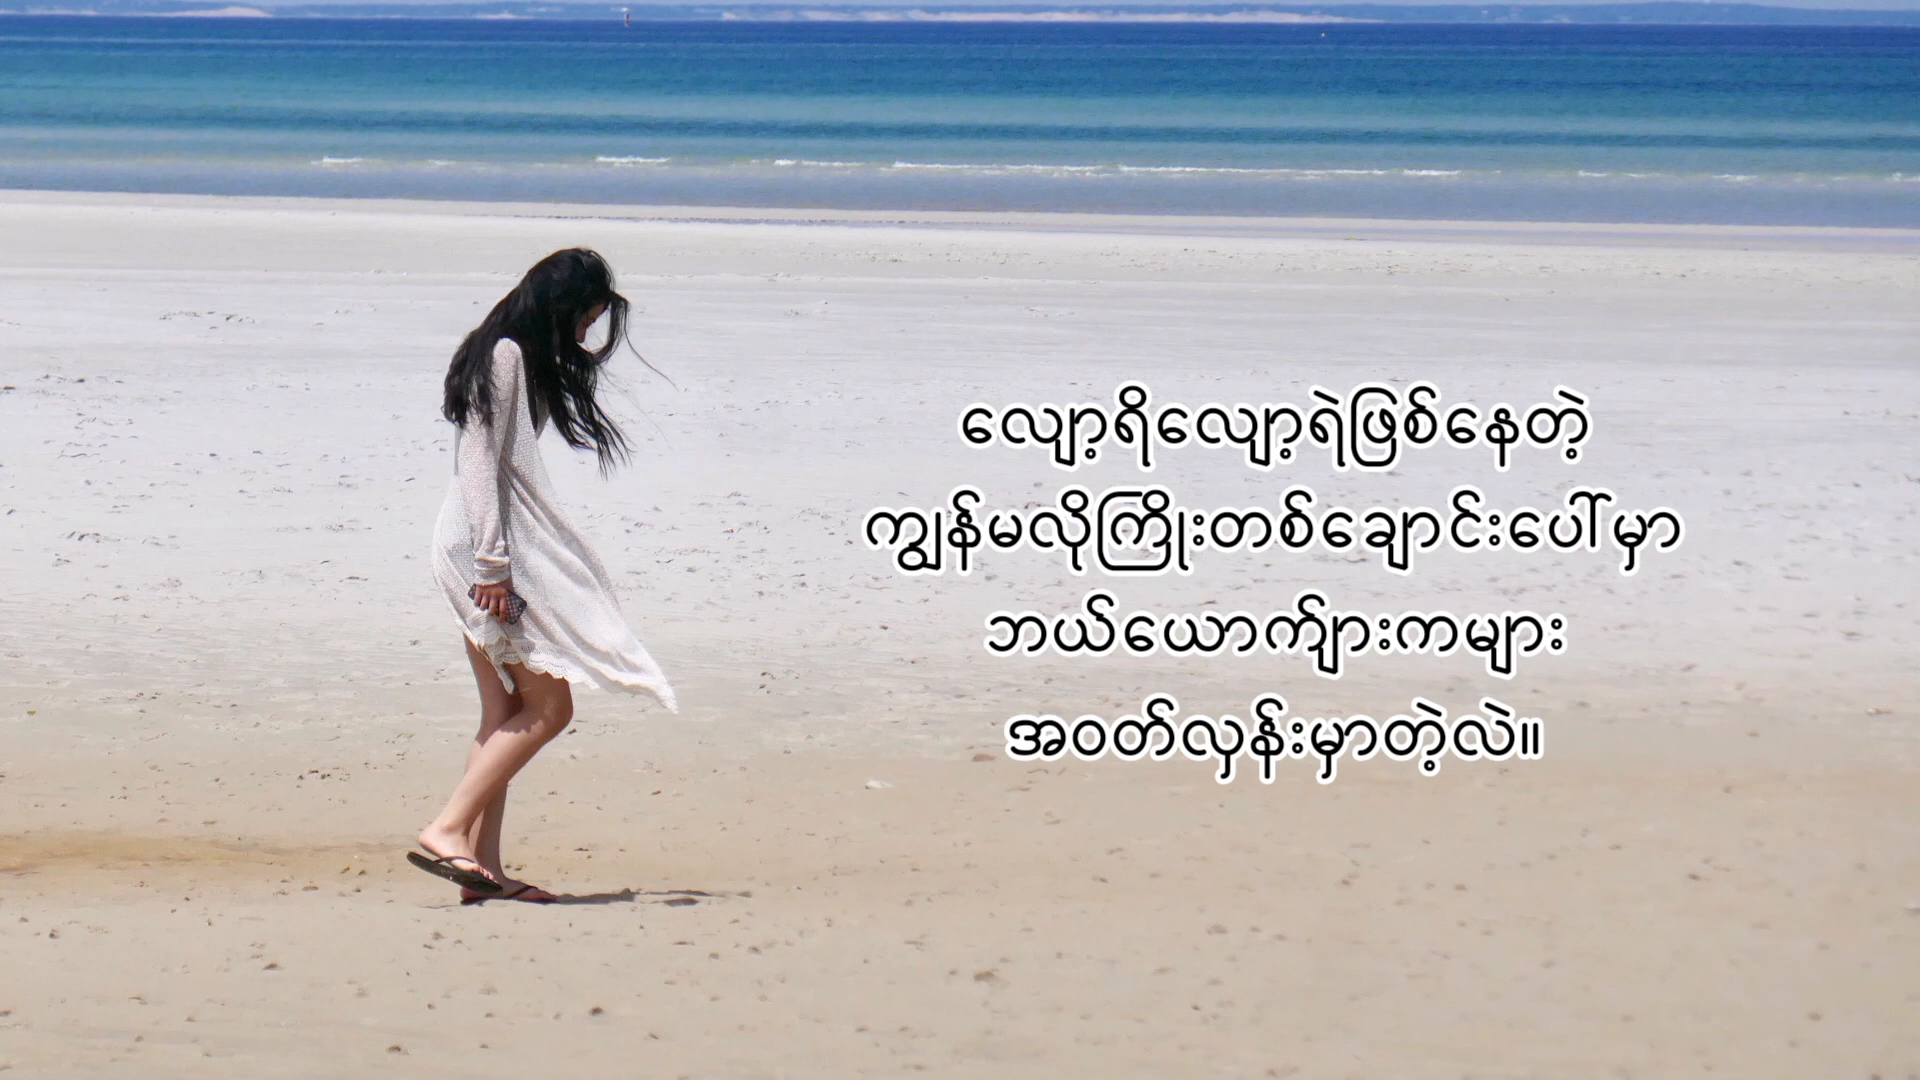 လျော့ရိလျော့ရဲဖြစ်နေတဲ့
ကျွန်မလိုကြိုးတစ်ချောင်းပေါ်မှာ
ဘယ်ယောက်ျားကများ
အဝတ်လှန်းမှာတဲ့လဲ။